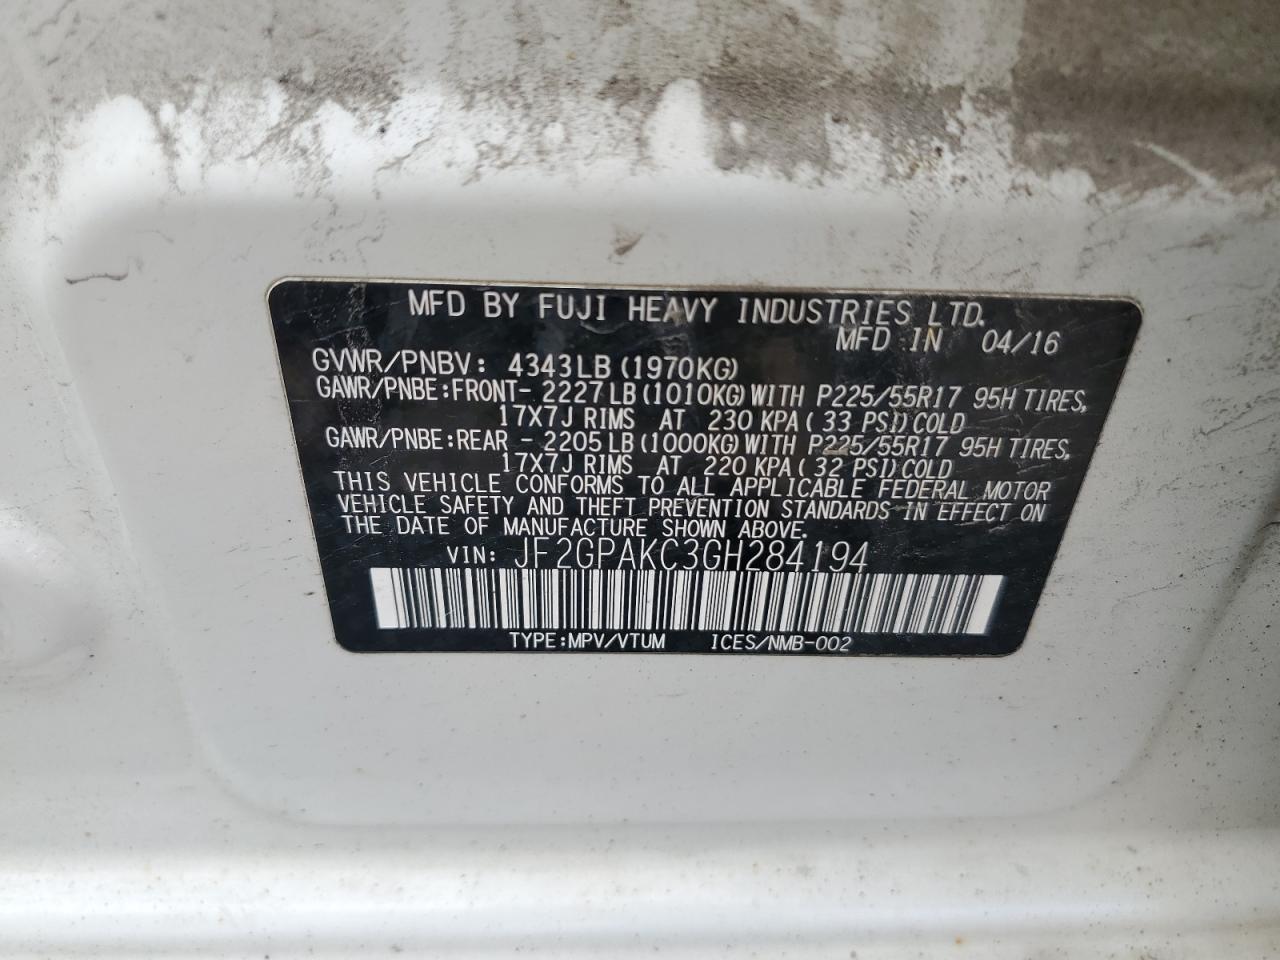 MFD BY FUJI HEAVY INDUSTRIES LTD.
MFD IN 04/16
GVWR/PNBV: 4343LB (1970KG)
GAWR/PNBE:FRONT- 2227LB(1010KG)WITH P225/55R17 95H TIRES,
17X7J RIMS AT 230 KPA( 33 PSI)COLD
GAWR/PNBE:REAR - 2205LB(1000KG)WITH P225/55R17 95H TIRES,
17X7J RIMS AT 220 KPA( 32 PSI)COLD
THIS VEHICLE CONFORMS TO ALL APPLICABLE FEDERAL MOTOR
VEHICLE SAFETY AND THEFT PREVENTION STANDARDS IN EFFECT ON
THE DATE OF MANUFACTURE SHOWN ABOVE.
VIN: JF2GPAKC3GH284194
TYPE:MPV/VTUM ICES/NMB-002